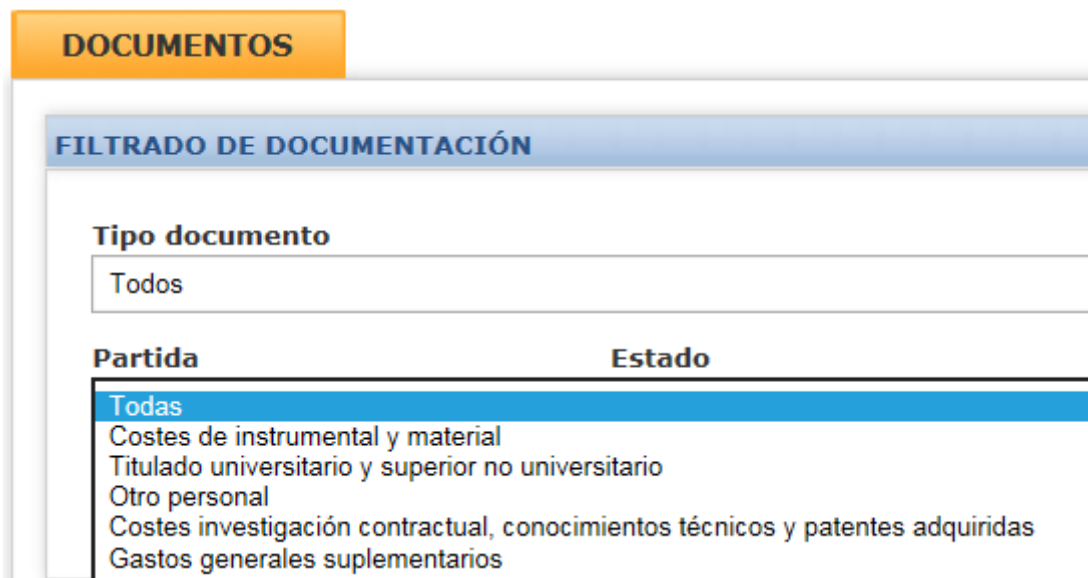 DOCUMENTOS
FILTRADO DE DOCUMENTACIÓN
Tipo documento
Todos
Partida Estado
Todas
Costes de instrumental y material
Titulado universitario y superior no universitario
Otro personal
Costes investigación contractual, conocimientos técnicos y patentes adquiridas
Gastos generales suplementarios